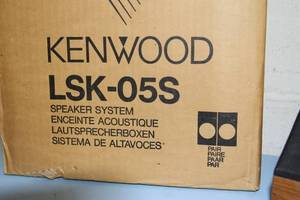 KENWOOD
LSK-05S
SPEAKER SYSTEM
ENCEINTE ACOUSTIQUE
LAUTSPRECHERBOXEN
SISTEMA DE ALTAVOCES
PAIR
PAIRE
PAAR
PAR